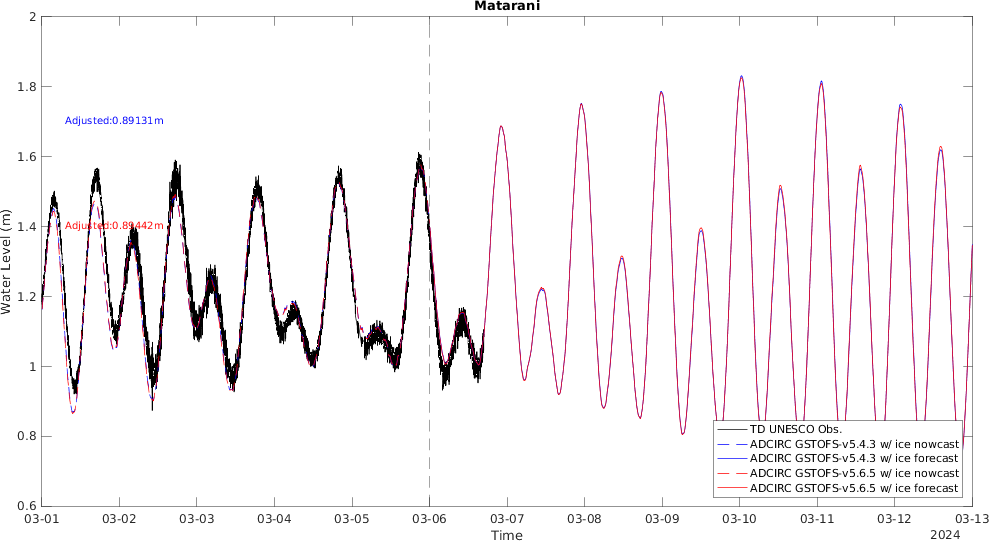 Matarani
2
1.8
1.6
1.4
1.2
1
0.8
0.6
Water Level (m)
Adjusted:0.89131m
Adjusted:0.89442m
TD UNESCO Obs.
ADCIRC GSTOFS-v5.4.3 w/ ice nowcast
ADCIRC GSTOFS-v5.4.3 w/ ice forecast
ADCIRC GSTOFS-v5.6.5 w/ ice nowcast
ADCIRC GSTOFS-v5.6.5 w/ ice forecast
03-01 03-02 03-03 03-04 03-05 03-06 03-07 03-08 03-09 03-10 03-11 03-12 03-13
Time
2024